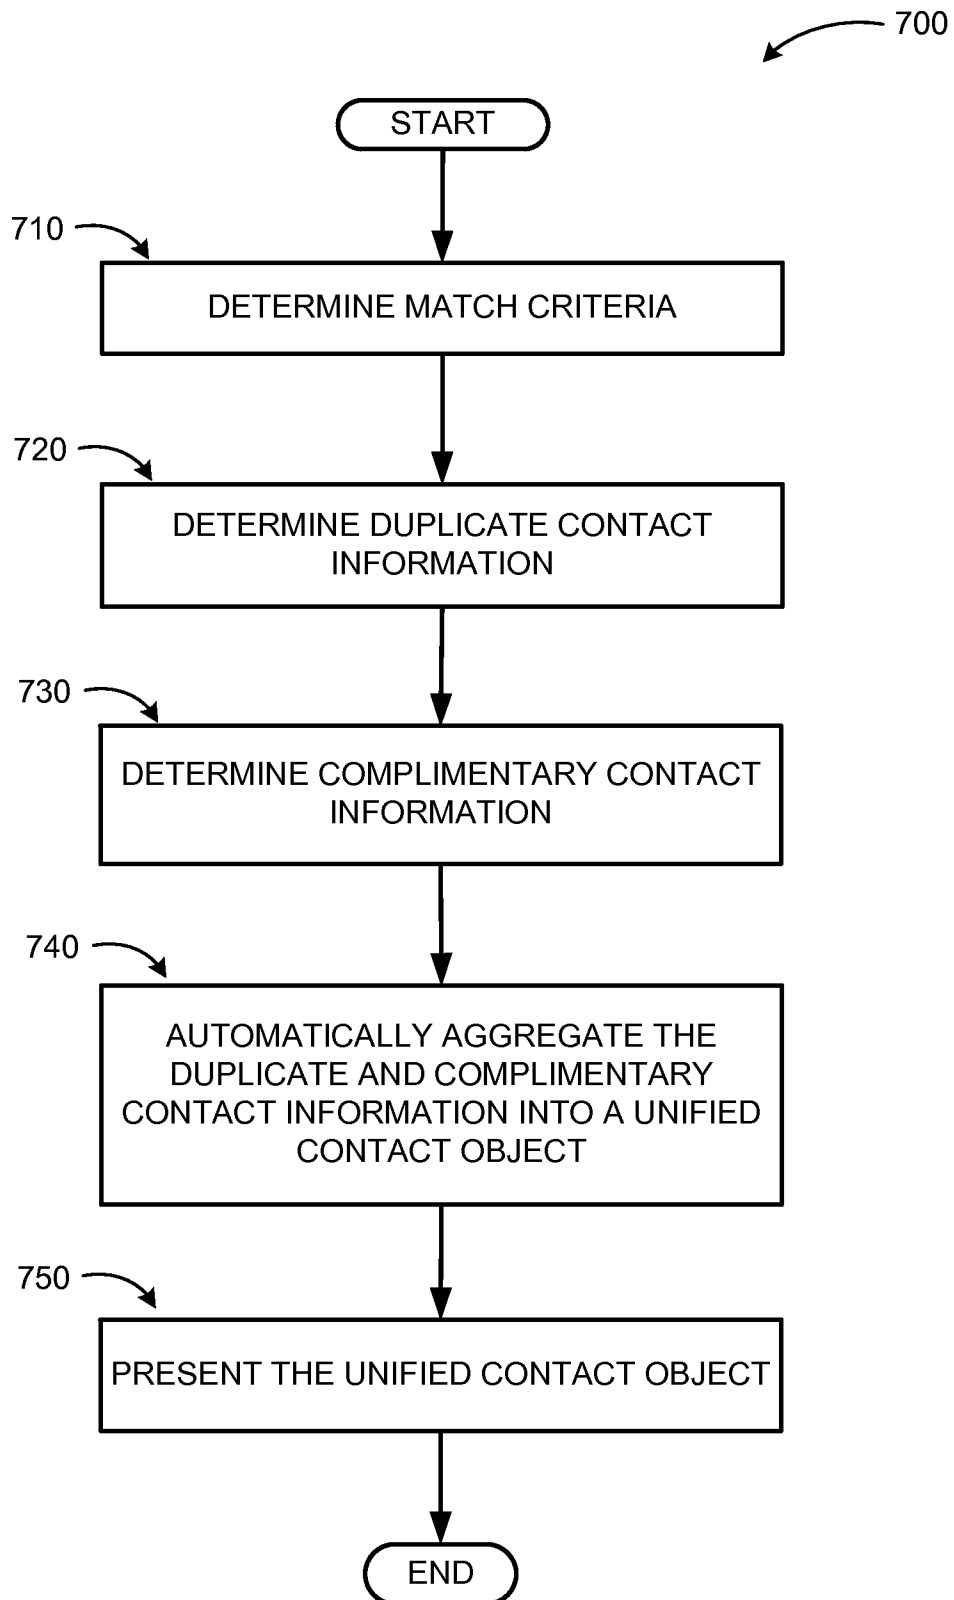 700
START
710
DETERMINE MATCH CRITERIA
720
DETERMINE DUPLICATE CONTACT
INFORMATION
730
DETERMINE COMPLIMENTARY CONTACT
INFORMATION
740
AUTOMATICALLY AGGREGATE THE
DUPLICATE AND COMPLIMENTARY
CONTACT INFORMATION INTO A UNIFIED
CONTACT OBJECT
750
PRESENT THE UNIFIED CONTACT OBJECT
END